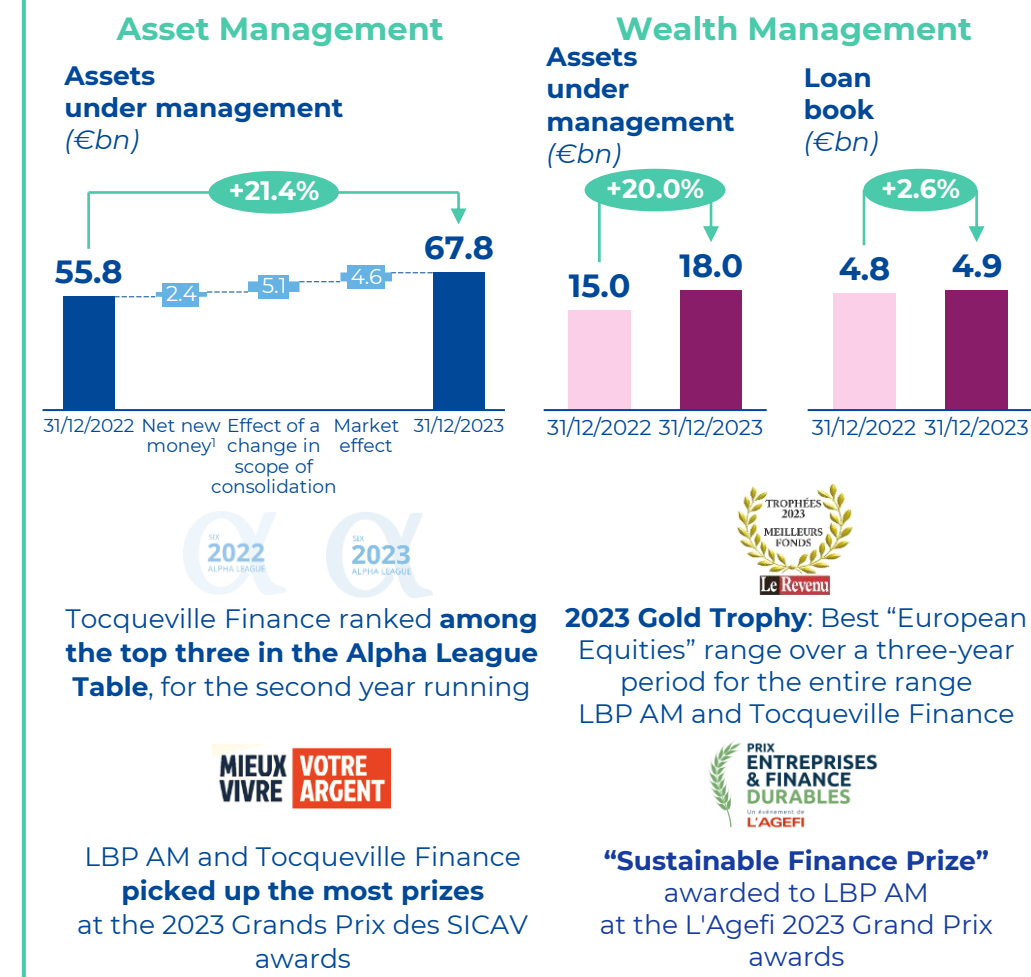 Asset Management
Assets
under management
(€bn)
+21.4%
55.8
2.4
5.1
4.6
67.8
31/12/2022
Net new
money¹
Effect of a
change in
scope of
consolidation
Market
effect
31/12/2023
Wealth Management
Assets
under
management
(€bn)
+20.0%
15.0
18.0
31/12/2022 31/12/2023
Loan
book
(€bn)
+2.6%
4.8
4.9
31/12/2022 31/12/2023
SIX
2022
ALPHA LEAGUE
SIX
2023
ALPHA LEAGUE
Tocqueville Finance ranked among
the top three in the Alpha League
Table, for the second year running
TROPHÉES
2023
MEILLEURS
FONDS
Le Revenu
2023 Gold Trophy: Best “European
Equities” range over a three-year
period for the entire range
LBP AM and Tocqueville Finance
MIEUX VOTRE
VIVRE ARGENT
LBP AM and Tocqueville Finance
picked up the most prizes
at the 2023 Grands Prix des SICAV
awards
PRIX
ENTREPRISES
& FINANCE
DURABLES
Un événement de
L'AGEFI
“Sustainable Finance Prize”
awarded to LBP AM
at the L'Agefi 2023 Grand Prix
awards